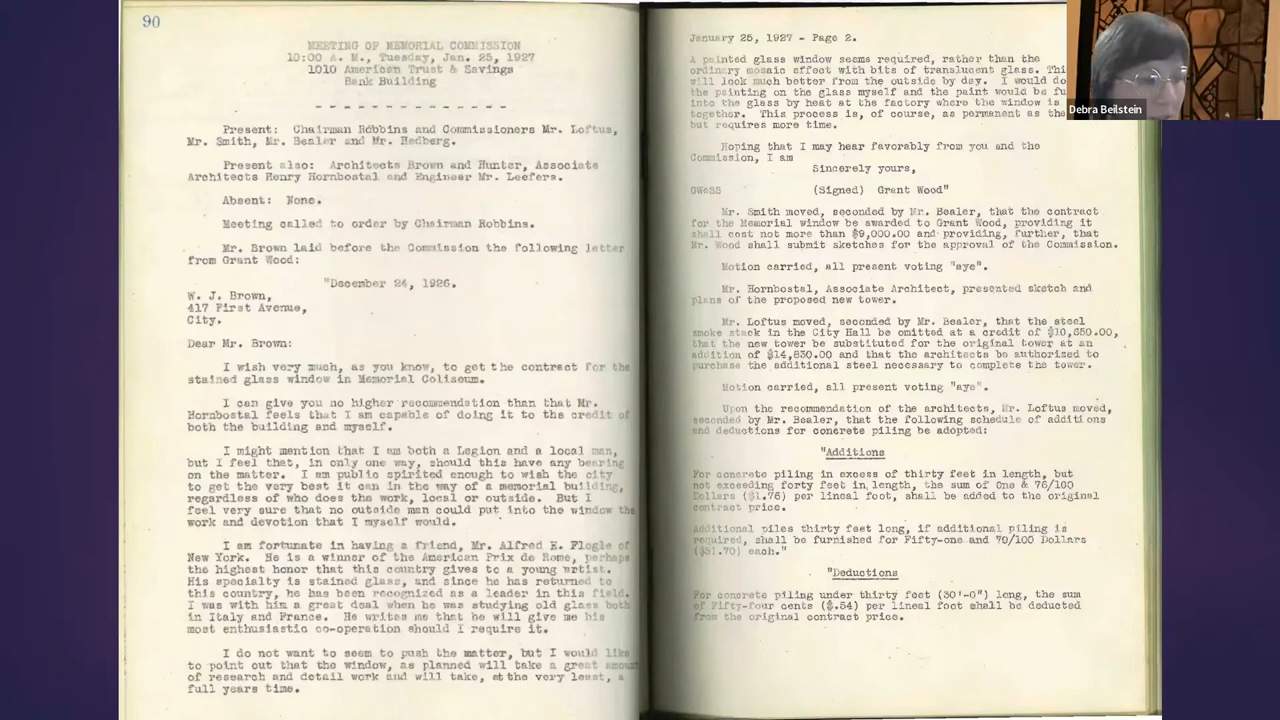 90
MEETING OF MEMORIAL COMMISSION
10:00 A. M., Tuesday, Jan. 25, 1927
1010 American Trust & Savings
Bank Building
Present: Chairman Robbins and Commissioners Mr. Loftus,
Mr. Smith, Mr. Bealer and Mr. Hedberg.
Present also: Architects Brown and Hunter, Associate
Architects Henry Hornbostal and Engineer Mr. Leefers.
Absent: None.
Meeting called to order by Chairman Robbins.
Mr. Brown laid before the Commission the following letter
from Grant Wood:
"December 24, 1926.
W. J. Brown,
417 First Avenue,
City.
Dear Mr. Brown:
I wish very much, as you know, to get the contract for the
stained glass window in Memorial Coliseum.
I can give you no higher recommendation than that Mr.
Hornbostal feels that I am capable of doing it to the credit of
both the building and myself.
I might mention that I am both a Legion and a local man,
but I feel that, in only one way, should this have any bearing
on the matter. I am public spirited enough to wish the city
to get the very best it can in the way of a memorial building,
regardless of who does the work, local or outside. But I
feel very sure that no outside man could put into the window the
work and devotion that I myself would.
I am fortunate in having a friend, Mr. Alfred E. Flogle of
New York. He is a winner of the American Prix de Rome, perhaps
the highest honor that this country gives to a young artist.
His specialty is stained glass, and since he has returned to
this country, he has been recognized as a leader in this field.
I was with him a great deal when he was studying old glass both
in Italy and France. He writes me that he will give me his
most enthusiastic co-operation should I require it.
I do not want to seem to push the matter, but I would like
to point out that the window, as planned will take a great amount
of research and detail work and will take, at the very least, a
full years time.
January 25, 1927 - Page 2.
A painted glass window seems required, rather than the
ordinary mosaic effect with bits of translucent glass. Thi
will look much better from the outside by day. I would do
the painting on the glass myself and the paint would be fu
into the glass by heat at the factory where the window is
together. This process is, of course, as permanent as the
but requires more time.
Hoping that I may hear favorably from you and the
Commission, I am
Sincerely yours,
GW:SS (Signed) Grant Wood"
Mr. Smith moved, seconded by Mr. Bealer, that the contract
for the Memorial window be awarded to Grant Wood, providing it
shall cost not more than $9,000.00 and providing, further, that
Mr. Wood shall submit sketches for the approval of the Commission.
Motion carried, all present voting "aye".
Mr. Hornbostal, Associate Architect, presented sketch and
plans of the proposed new tower.
Mr. Loftus moved, seconded by Mr. Bealer, that the steel
smoke stack in the City Hall be omitted at a credit of
that the new tower be substituted for the original tower at an
addition of $14,830.00 and that the architects be authorized to
purchase the additional steel necessary to complete the tower.
Motion carried, all present voting "aye".
Upon the recommendation of the architects, Mr. Loftus moved,
seconded by Mr. Bealer, that the following schedule of additions
and deductions for concrete piling be adopted:
"Additions
For concrete piling in excess of thirty feet in length, but
not exceeding forty feet in length, the sum of One & 76/100
Dollars ($1.76) per lineal foot, shall be added to the original
contract price.
Additional piles thirty feet long, if additional piling is
required, shall be furnished for Fifty-one and 70/100 Dollars
($51.70) each."
"Deductions
For concrete piling under thirty feet (30'-0") long, the sum
of Fifty-four cents ($.54) per lineal foot shall be deducted
from the original contract price.
Debra Beilstein